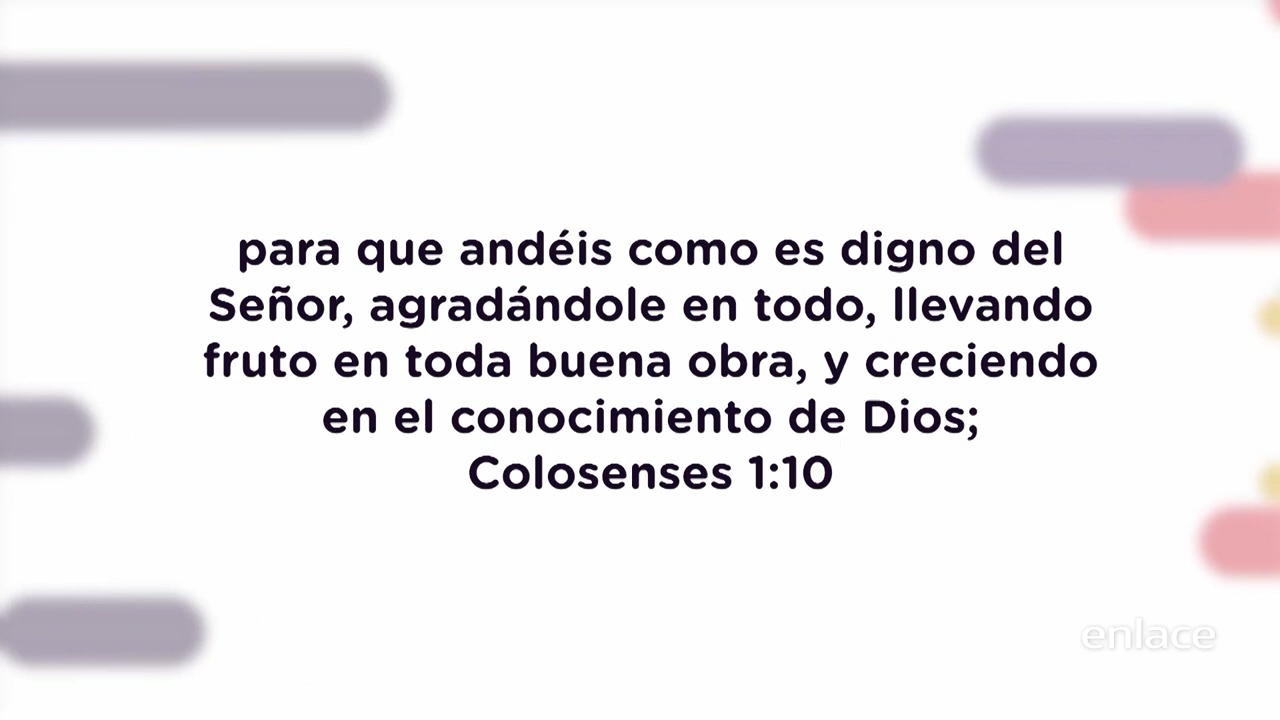 para que andéis como es digno del
Señor, agradándole en todo, llevando
fruto en toda buena obra, y creciendo
en el conocimiento de Dios;
Colosenses 1:10
enlace